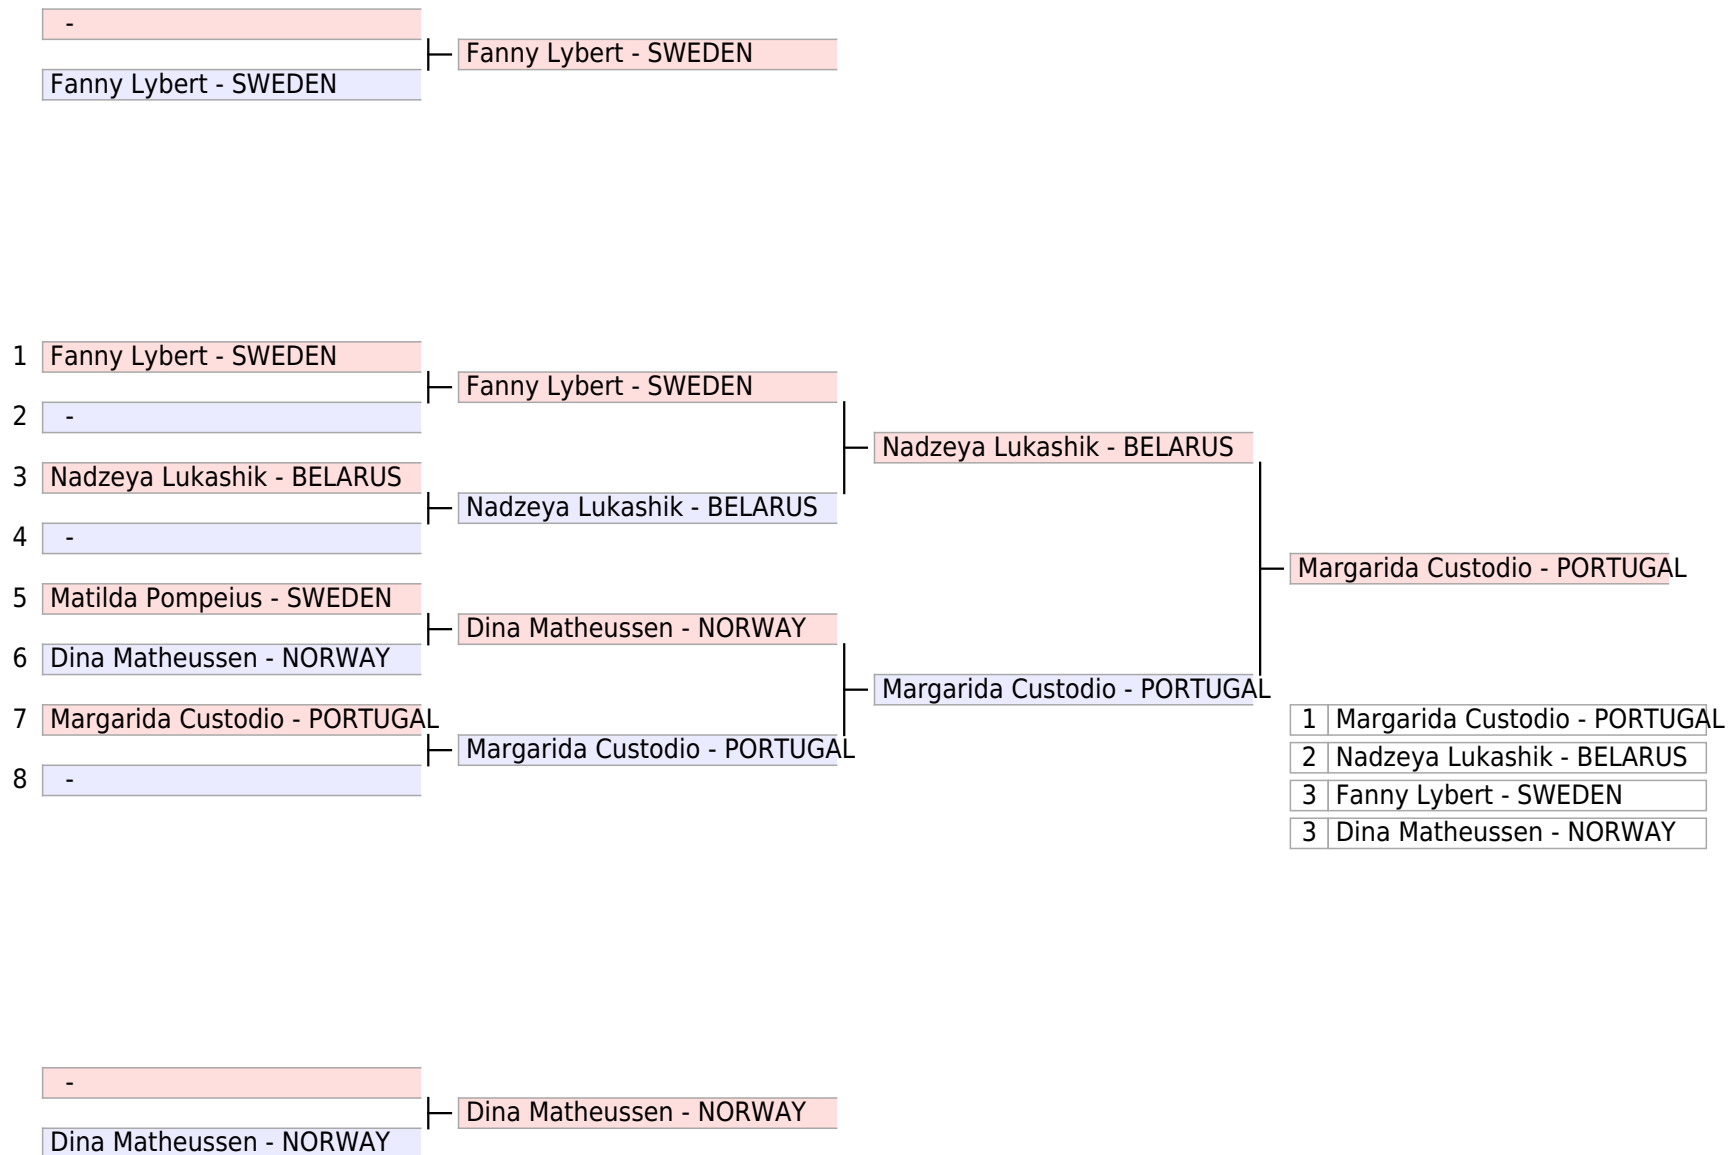 -
Fanny Lybert - SWEDEN
Fanny Lybert - SWEDEN
1 Fanny Lybert - SWEDEN
Fanny Lybert - SWEDEN
2 -
Nadzeya Lukashik - BELARUS
3 Nadzeya Lukashik - BELARUS
Nadzeya Lukashik - BELARUS
4 -
Margarida Custodio - PORTUGAL
5 Matilda Pompeius - SWEDEN
Dina Matheussen - NORWAY
6 Dina Matheussen - NORWAY
Margarida Custodio - PORTUGAL
7 Margarida Custodio - PORTUGAL
Margarida Custodio - PORTUGAL
8 -
1 Margarida Custodio - PORTUGAL
2 Nadzeya Lukashik - BELARUS
3 Fanny Lybert - SWEDEN
3 Dina Matheussen - NORWAY
-
Dina Matheussen - NORWAY
Dina Matheussen - NORWAY